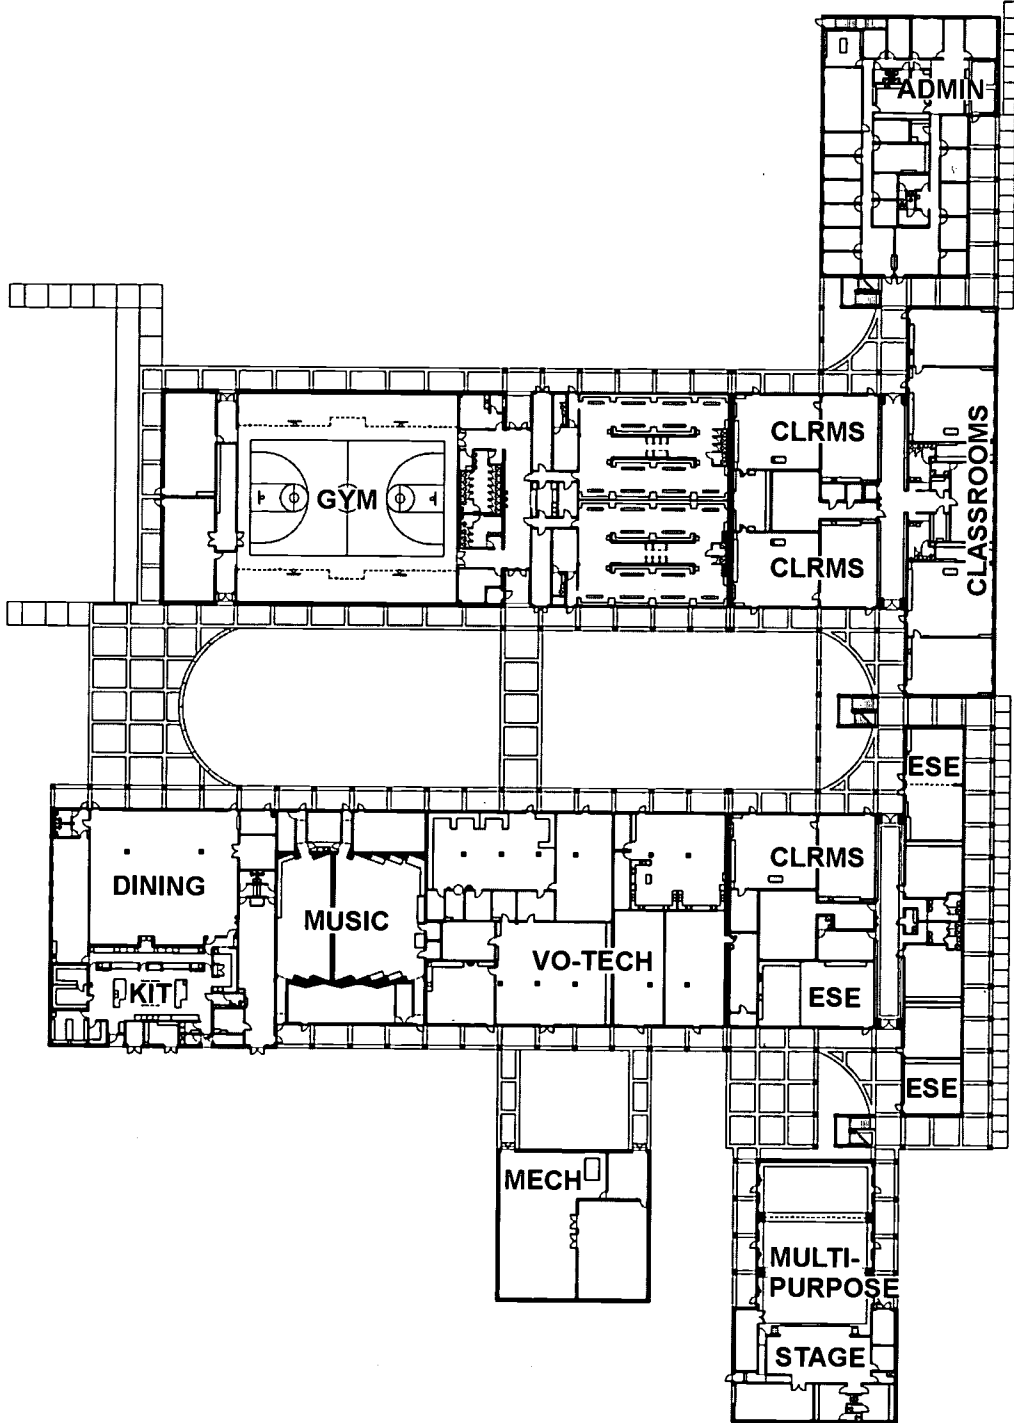 ADMIN
CLRMS
GYM
CLASSROOMS
CLRMS
ESE
CLRMS
DINING
MUSIC
VO-TECH
KIT
ESE
ESE
MECH
MULTI-
PURPOSE
STAGE